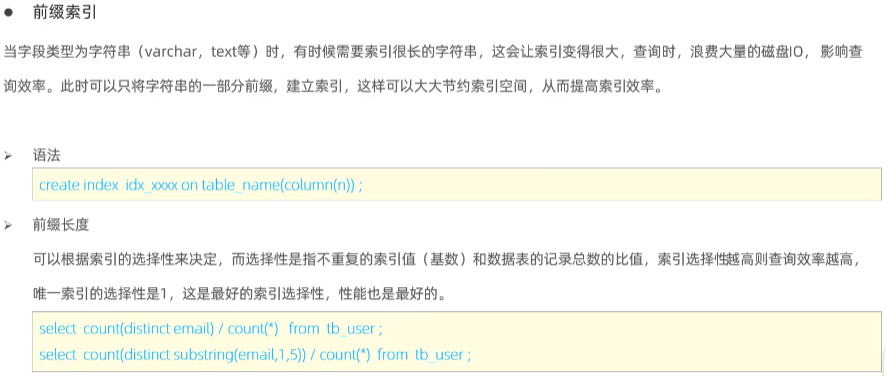 ● 前缀索引
当字段类型为字符串（varchar，text等）时，有时候需要索引很长的字符串，这会让索引变得很大，查询时，浪费大量的磁盘IO， 影响查
询效率。此时可以只将字符串的一部分前缀，建立索引，这样可以大大节约索引空间，从而提高索引效率。
➢ 语法
create index idx_xxxx on table_name(column(n)) ;
➢ 前缀长度
可以根据索引的选择性来决定，而选择性是指不重复的索引值（基数）和数据表的记录总数的比值，索引选择性越高则查询效率越高，
唯一索引的选择性是1，这是最好的索引选择性，性能也是最好的。
select count(distinct email) / count(*) from tb_user ;
select count(distinct substring(email,1,5)) / count(*) from tb_user ;